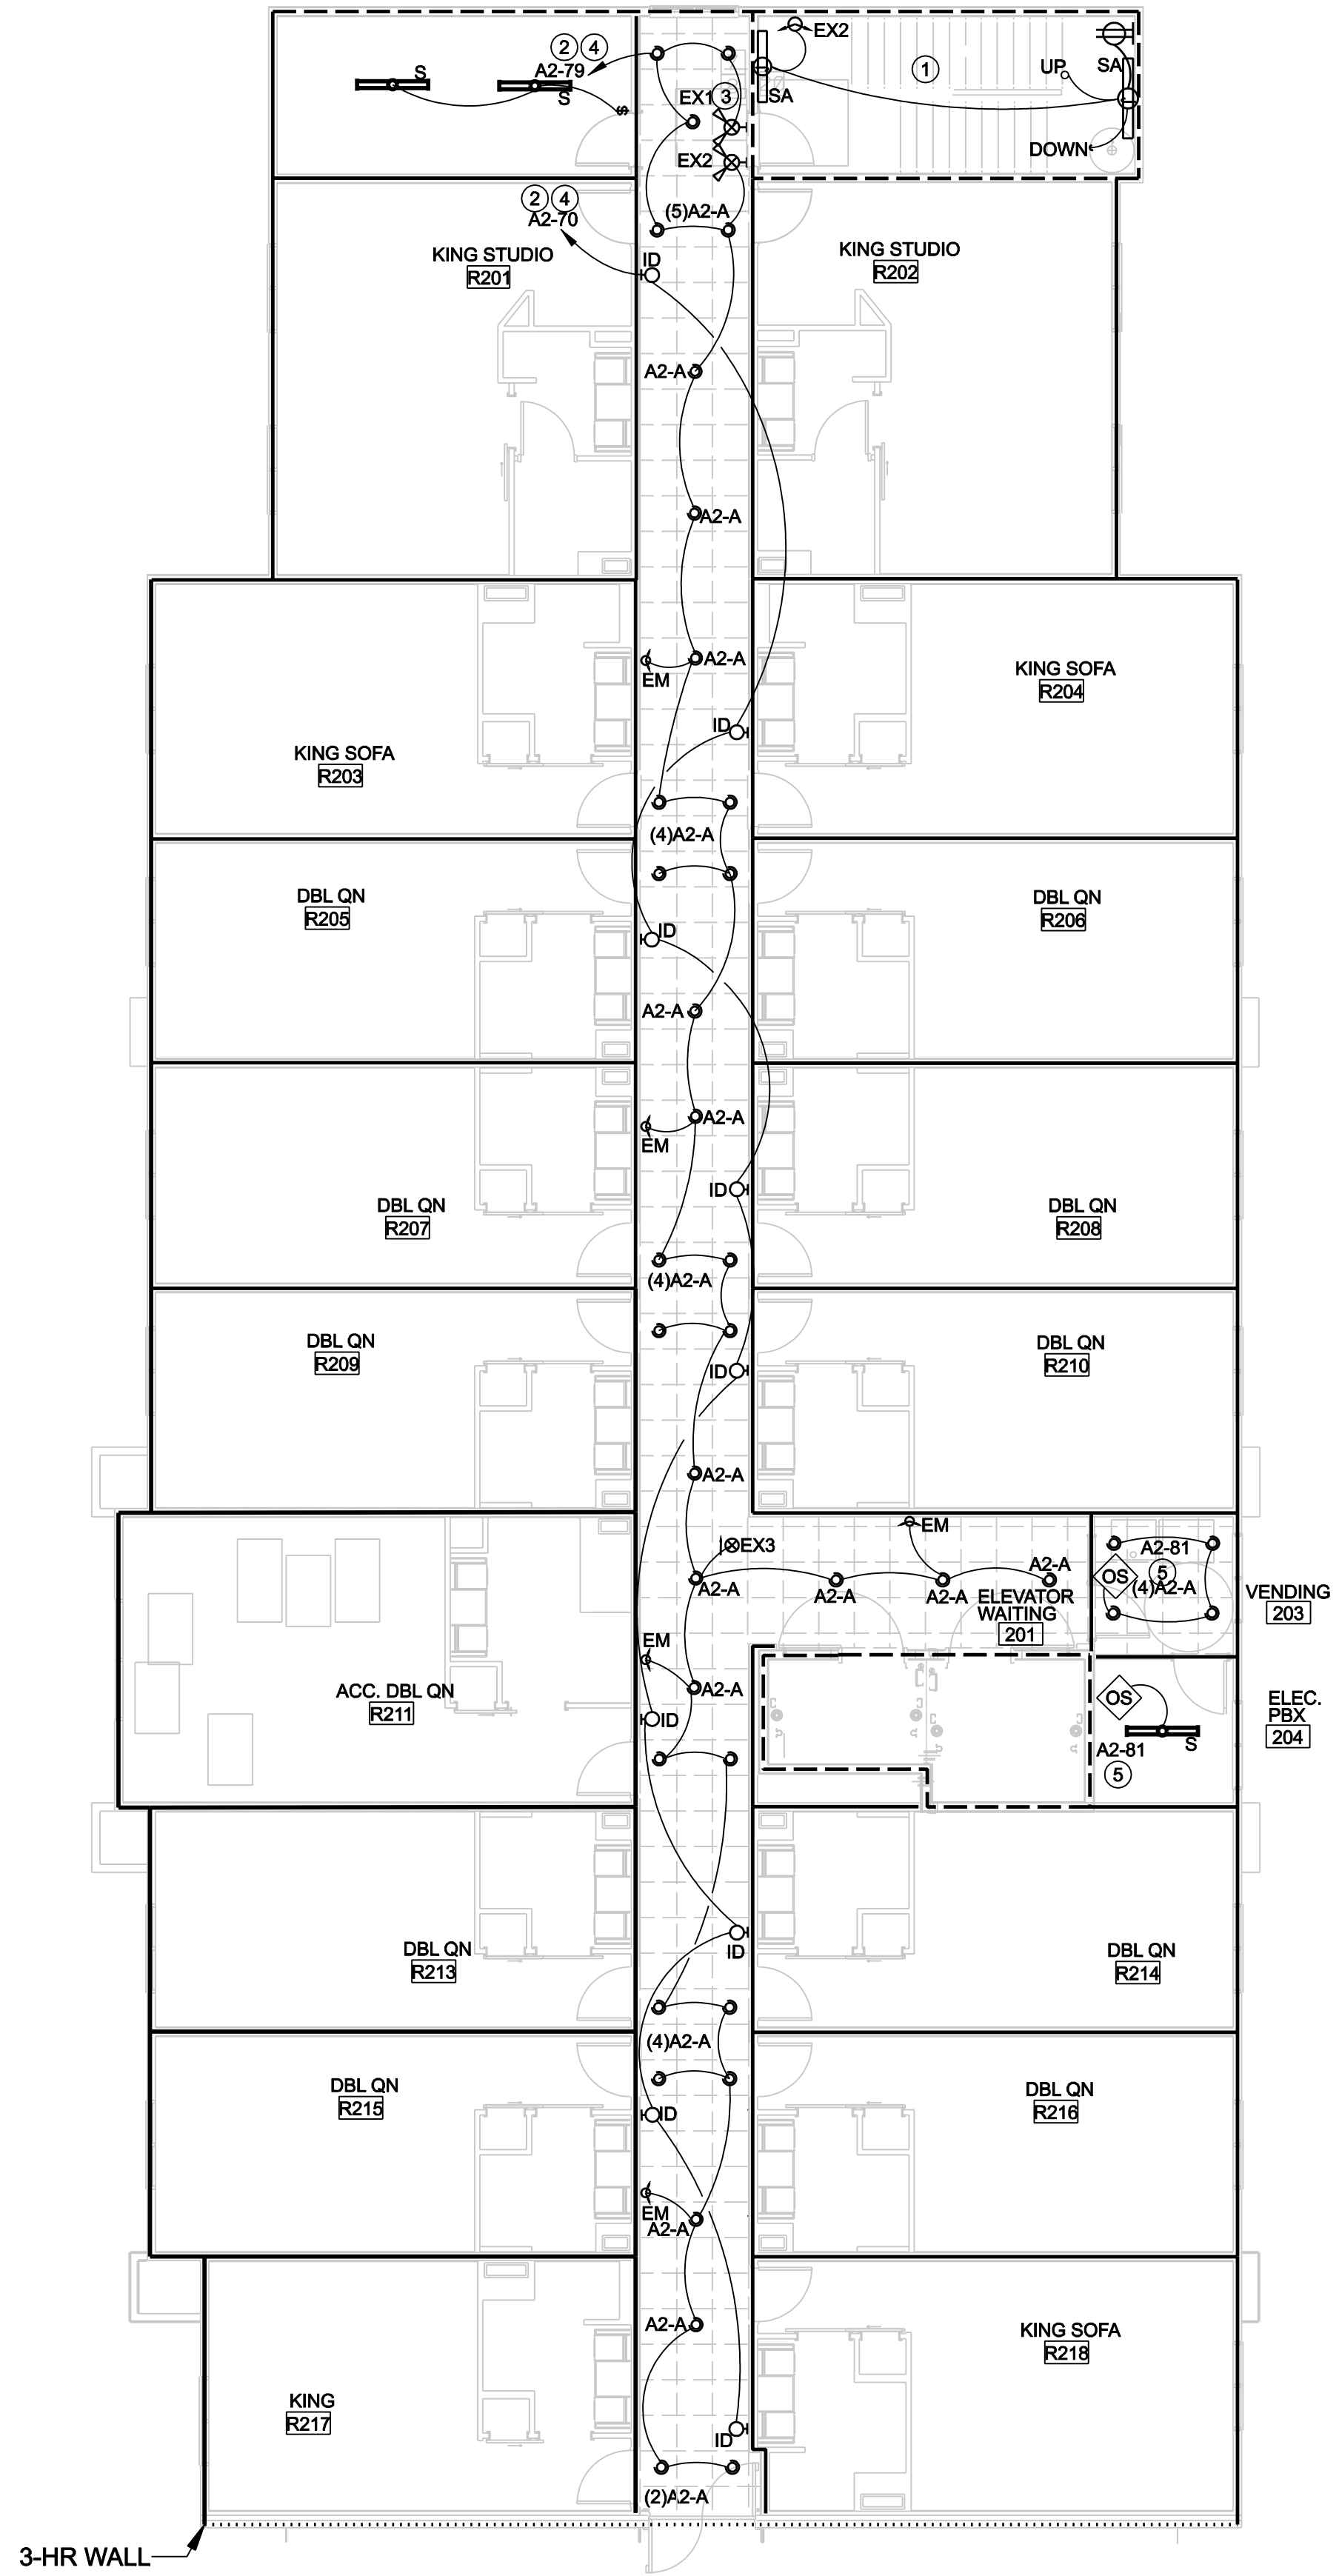 EX2
2 4
A2-79
S
S
$
EX1 3
SA
1
UP
SA
EX2
DOWN
2 4
A2-70
(5)A2-A
KING STUDIO
R201
KING STUDIO
R202
ID
A2-A
A2-A
A2-A
EM
KING SOFA
R204
ID
KING SOFA
R203
(4)A2-A
DBL QN
R205
DBL QN
R206
ID
A2-A
A2-A
EM
ID
DBL QN
R207
DBL QN
R208
(4)A2-A
DBL QN
R209
DBL QN
R210
ID
A2-A
EM
EX3
A2-A
A2-A
A2-A
A2-A
ELEVATOR
WAITING
201
A2-81
OS
5
(4)A2-A
VENDING
203
EM
A2-A
ACC. DBL QN
R211
ID
OS
ELEC.
PBX
204
A2-81
S
5
DBL QN
R213
ID
DBL QN
R214
(4)A2-A
DBL QN
R215
DBL QN
R216
ID
EM
A2-A
A2-A
KING SOFA
R218
KING
R217
ID
(2)A2-A
3-HR WALL